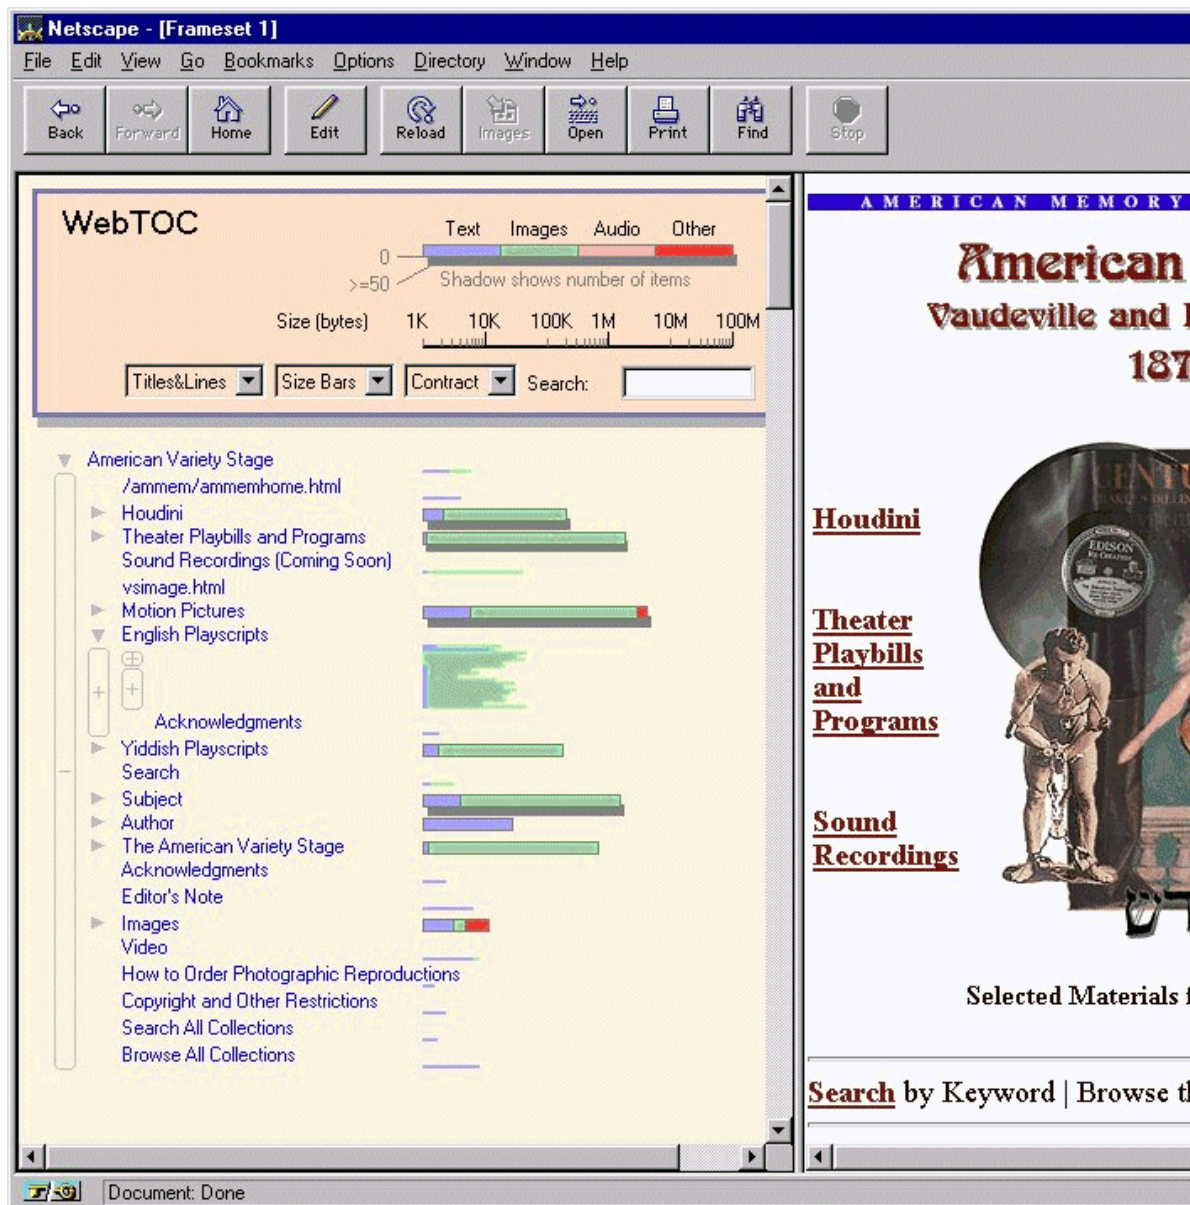 Netscape - [Frameset 1]
File Edit View Go Bookmarks Options Directory Window Help
Back Forward Home Edit Reload Images Open Print Find Stop
WebTOC
Text Images Audio Other
0
>=50 Shadow shows number of items
Size (bytes) 1K 10K 100K 1M 10M 100M
Titles&Lines Size Bars Contract Search:
American Variety Stage
/ammem/ammemhome.html
Houdini
Theater Playbills and Programs
Sound Recordings (Coming Soon)
vsimage.html
Motion Pictures
English Playscripts
Acknowledgments
Yiddish Playscripts
Search
Subject
Author
The American Variety Stage
Acknowledgments
Editor's Note
Images
Video
How to Order Photographic Reproductions
Copyright and Other Restrictions
Search All Collections
Browse All Collections
AMERICAN MEMORY
American
Vaudeville and
187
EDISON
Houdini
Theater
Playbills
and
Programs
Sound
Recordings
Selected Materials
Search by Keyword | Browse
Document: Done